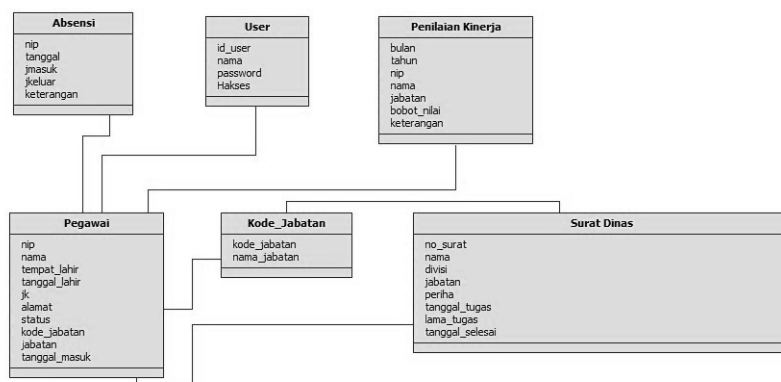 Absensi
nip
tanggal
jmasuk
jkeluar
keterangan
User
id_user
nama
password
Hakses
Penilaian Kinerja
bulan
tahun
nip
nama
jabatan
bobot_nilai
keterangan
Pegawai
nip
nama
tempat_lahir
tanggal_lahir
jk
alamat
status
kode_jabatan
jabatan
tanggal_masuk
Kode_Jabatan
kode_jabatan
nama_jabatan
Surat Dinas
no_surat
nama
divisi
jabatan
periha
tanggal_tugas
lama_tugas
tanggal_selesai